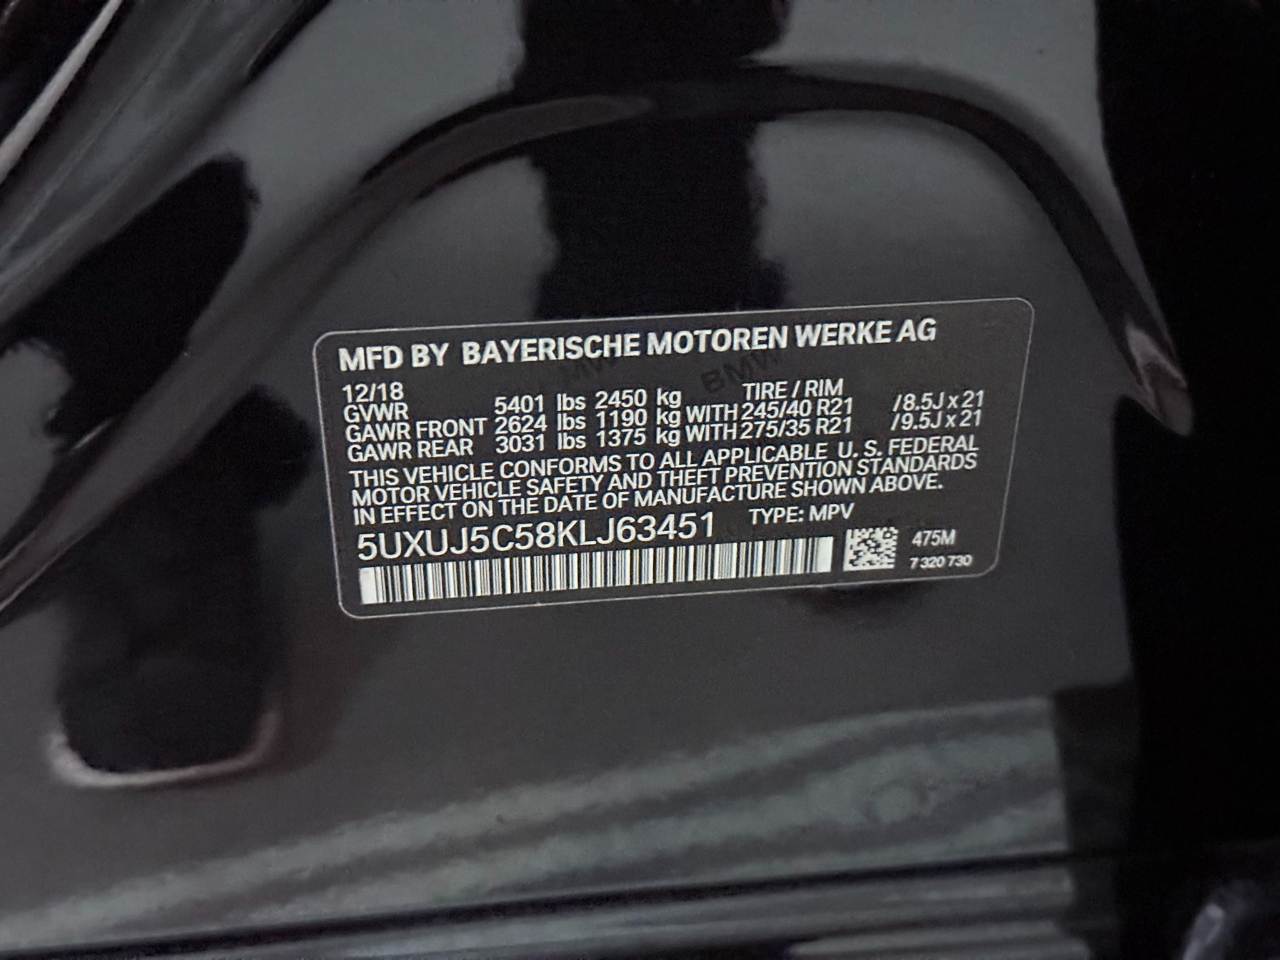 MFD BY BAYERISCHE MOTOREN WERKE AG
12/18 TIRE / RIM
GVWR 5401 lbs 2450 kg
GAWR FRONT 2624 lbs 1190 kg WITH 245/40 R21 /8.5J x 21
GAWR REAR 3031 lbs 1375 kg WITH 275/35 R21 /9.5J x 21
THIS VEHICLE CONFORMS TO ALL APPLICABLE U. S. FEDERAL
MOTOR VEHICLE SAFETY AND THEFT PREVENTION STANDARDS
IN EFFECT ON THE DATE OF MANUFACTURE SHOWN ABOVE.
5UXUJ5C58KLJ63451 TYPE: MPV
475M
7 320 730
BMW